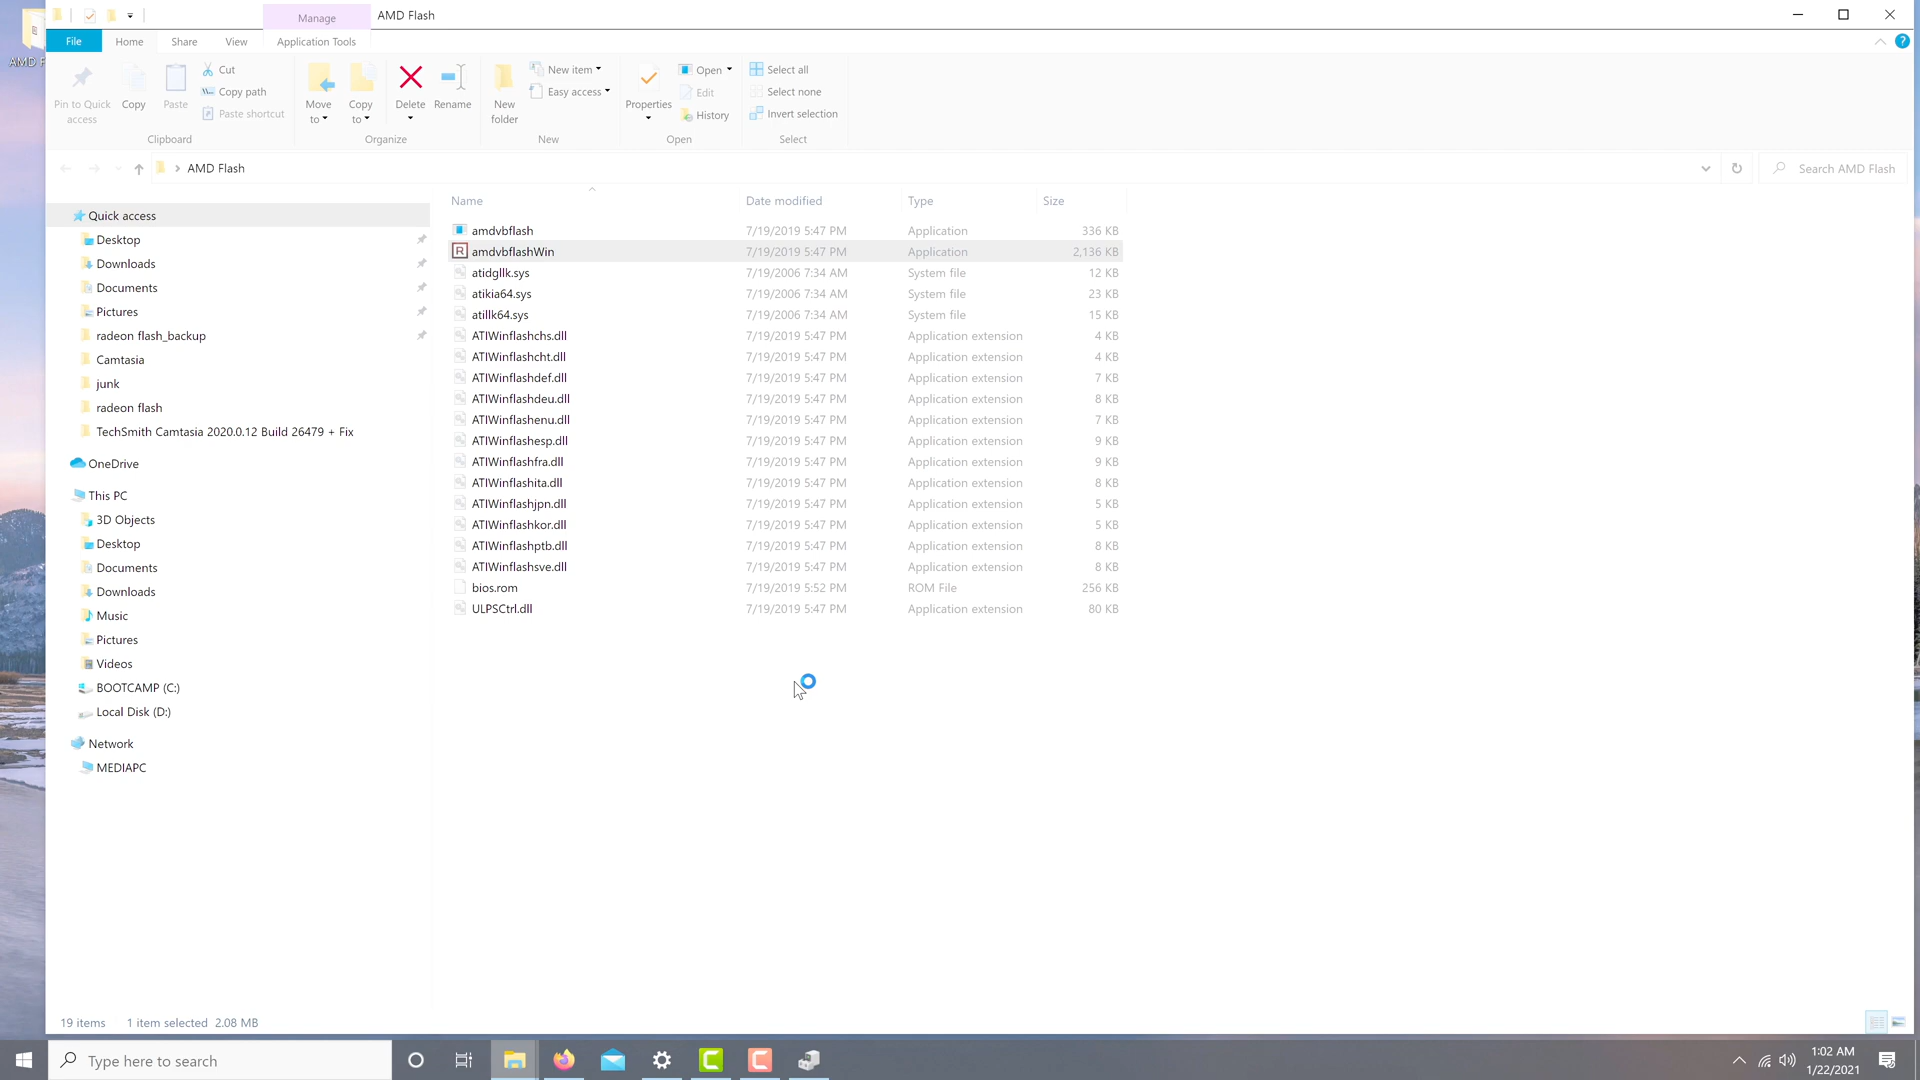 Manage
AMD Flash
File
Home
Share
View
Application Tools
Pin to Quick
access
Copy
Paste
Cut
Copy path
Paste shortcut
Clipboard
Move
to
Copy
to
Delete
Rename
Organize
New
folder
New item
Easy access
New
Properties
Open
Edit
History
Open
Select all
Select none
Invert selection
Select
AMD Flash
Search AMD Flash
Name Date modified Type Size
amdvbflash 7/19/2019 5:47 PM Application 336 KB
amdvbflashWin 7/19/2019 5:47 PM Application 2,136 KB
atidgllk.sys 7/19/2006 7:34 AM System file 12 KB
atikia64.sys 7/19/2006 7:34 AM System file 23 KB
atillk64.sys 7/19/2006 7:34 AM System file 15 KB
ATIWinflashchs.dll 7/19/2019 5:47 PM Application extension 4 KB
ATIWinflashcht.dll 7/19/2019 5:47 PM Application extension 4 KB
ATIWinflashdef.dll 7/19/2019 5:47 PM Application extension 7 KB
ATIWinflashdeu.dll 7/19/2019 5:47 PM Application extension 8 KB
ATIWinflashenu.dll 7/19/2019 5:47 PM Application extension 7 KB
ATIWinflashesp.dll 7/19/2019 5:47 PM Application extension 9 KB
ATIWinflashfra.dll 7/19/2019 5:47 PM Application extension 9 KB
ATIWinflashita.dll 7/19/2019 5:47 PM Application extension 8 KB
ATIWinflashjpn.dll 7/19/2019 5:47 PM Application extension 5 KB
ATIWinflashkor.dll 7/19/2019 5:47 PM Application extension 5 KB
ATIWinflashptb.dll 7/19/2019 5:47 PM Application extension 8 KB
ATIWinflashsve.dll 7/19/2019 5:47 PM Application extension 8 KB
bios.rom 7/19/2019 5:52 PM ROM File 256 KB
ULPSCtrl.dll 7/19/2019 5:47 PM Application extension 80 KB
Quick access
Desktop
Downloads
Documents
Pictures
radeon flash_backup
Camtasia
junk
radeon flash
TechSmith Camtasia 2020.0.12 Build 26479 + Fix
OneDrive
This PC
3D Objects
Desktop
Documents
Downloads
Music
Pictures
Videos
BOOTCAMP (C:)
Local Disk (D:)
Network
MEDIAPC
19 items 1 item selected 2.08 MB
AMD F
Type here to search
1:02 AM
1/22/2021